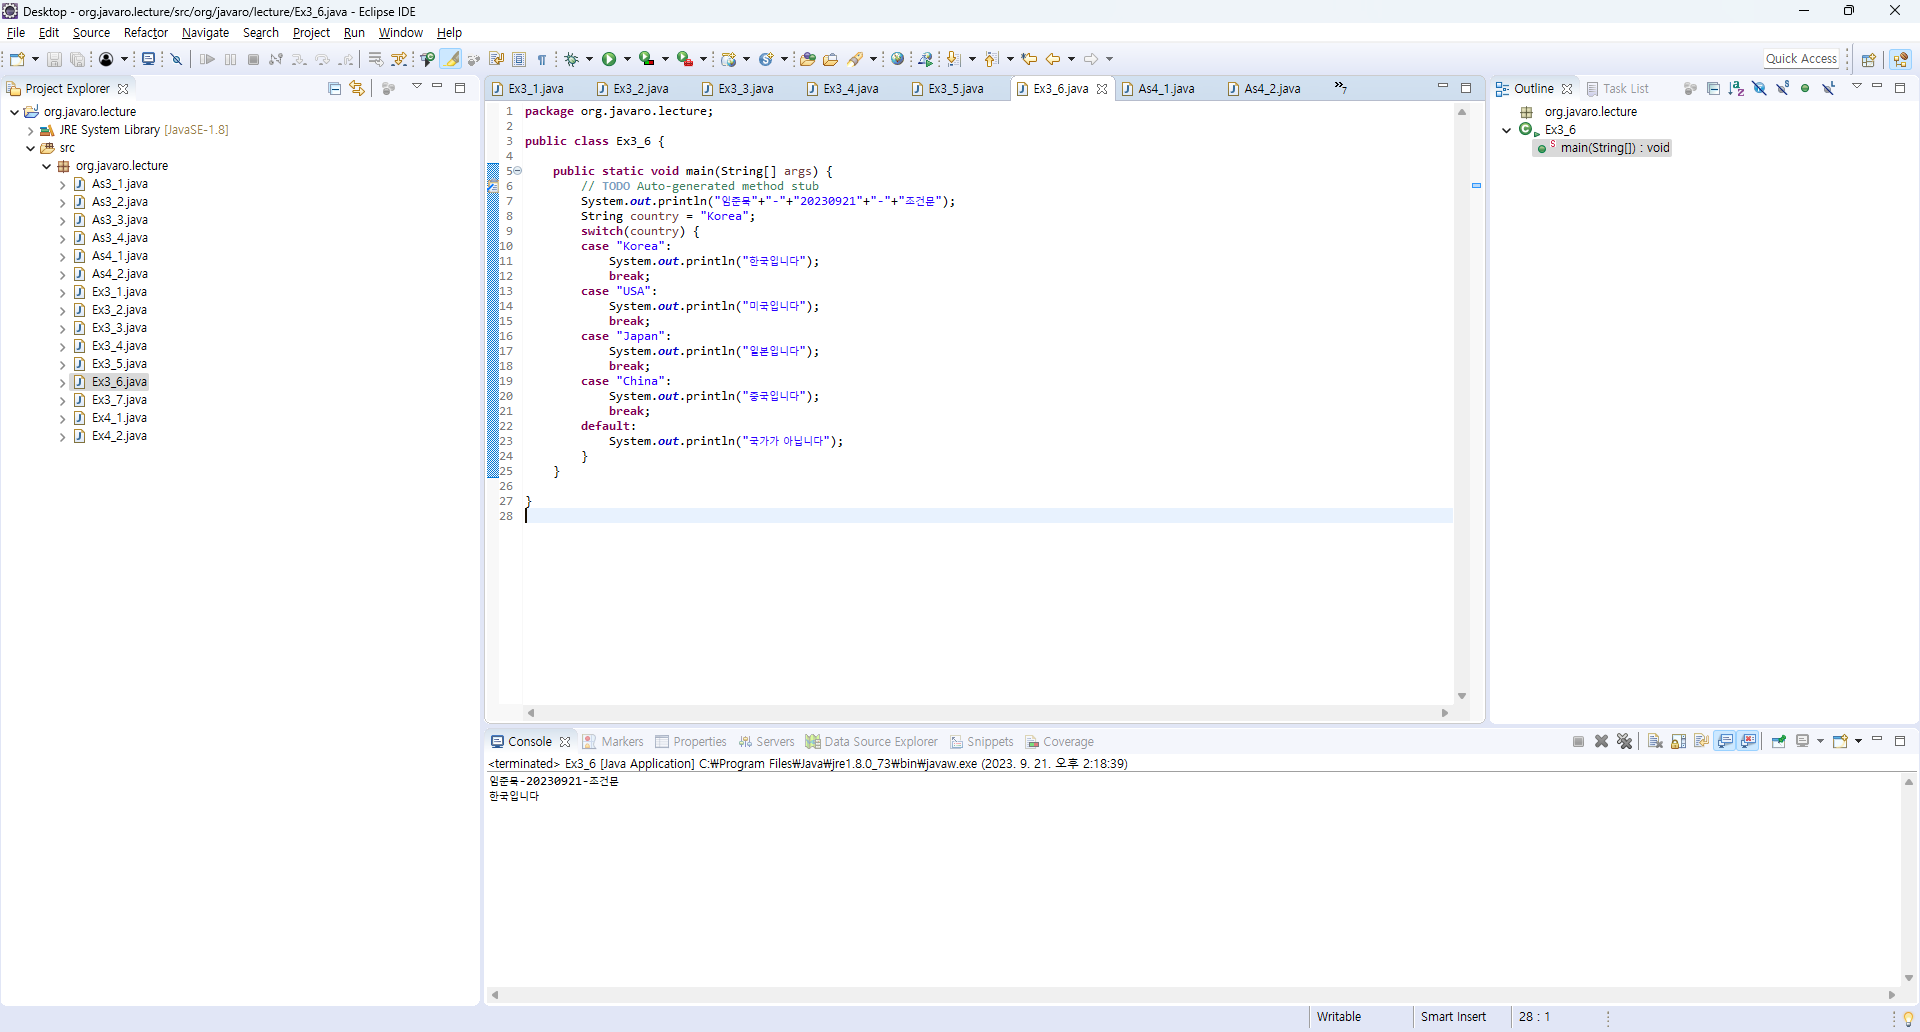 Desktop - org.javaro.lecture/src/org/javaro/lecture/Ex3_6.java - Eclipse IDE
File Edit Source Refactor Navigate Search Project Run Window Help
Quick Access
Project Explorer
org.javaro.lecture
JRE System Library [JavaSE-1.8]
src
org.javaro.lecture
As3_1.java
As3_2.java
As3_3.java
As3_4.java
As4_1.java
As4_2.java
Ex3_1.java
Ex3_2.java
Ex3_3.java
Ex3_4.java
Ex3_5.java
Ex3_6.java
Ex3_7.java
Ex4_1.java
Ex4_2.java
Ex3_1.java Ex3_2.java Ex3_3.java Ex3_4.java Ex3_5.java Ex3_6.java As4_1.java As4_2.java »7
1 package org.javaro.lecture;
2
3 public class Ex3_6 {
4
5 public static void main(String[] args) {
6 // TODO Auto-generated method stub
7 System.out.println("임준묵"+"-"+"20230921"+"-"+"조건문");
8 String country = "Korea";
9 switch(country) {
10 case "Korea":
11 System.out.println("한국입니다");
12 break;
13 case "USA":
14 System.out.println("미국입니다");
15 break;
16 case "Japan":
17 System.out.println("일본입니다");
18 break;
19 case "China":
20 System.out.println("중국입니다");
21 break;
22 default:
23 System.out.println("국가가 아닙니다");
24 }
25 }
26
27 }
28
Outline Task List
org.javaro.lecture
Ex3_6
main(String[]) : void
Console Markers Properties Servers Data Source Explorer Snippets Coverage
<terminated> Ex3_6 [Java Application] C:₩Program Files₩Java₩jre1.8.0_73₩bin₩javaw.exe (2023. 9. 21. 오후 2:18:39)
임준묵-20230921-조건문
한국입니다
Writable Smart Insert 28 : 1